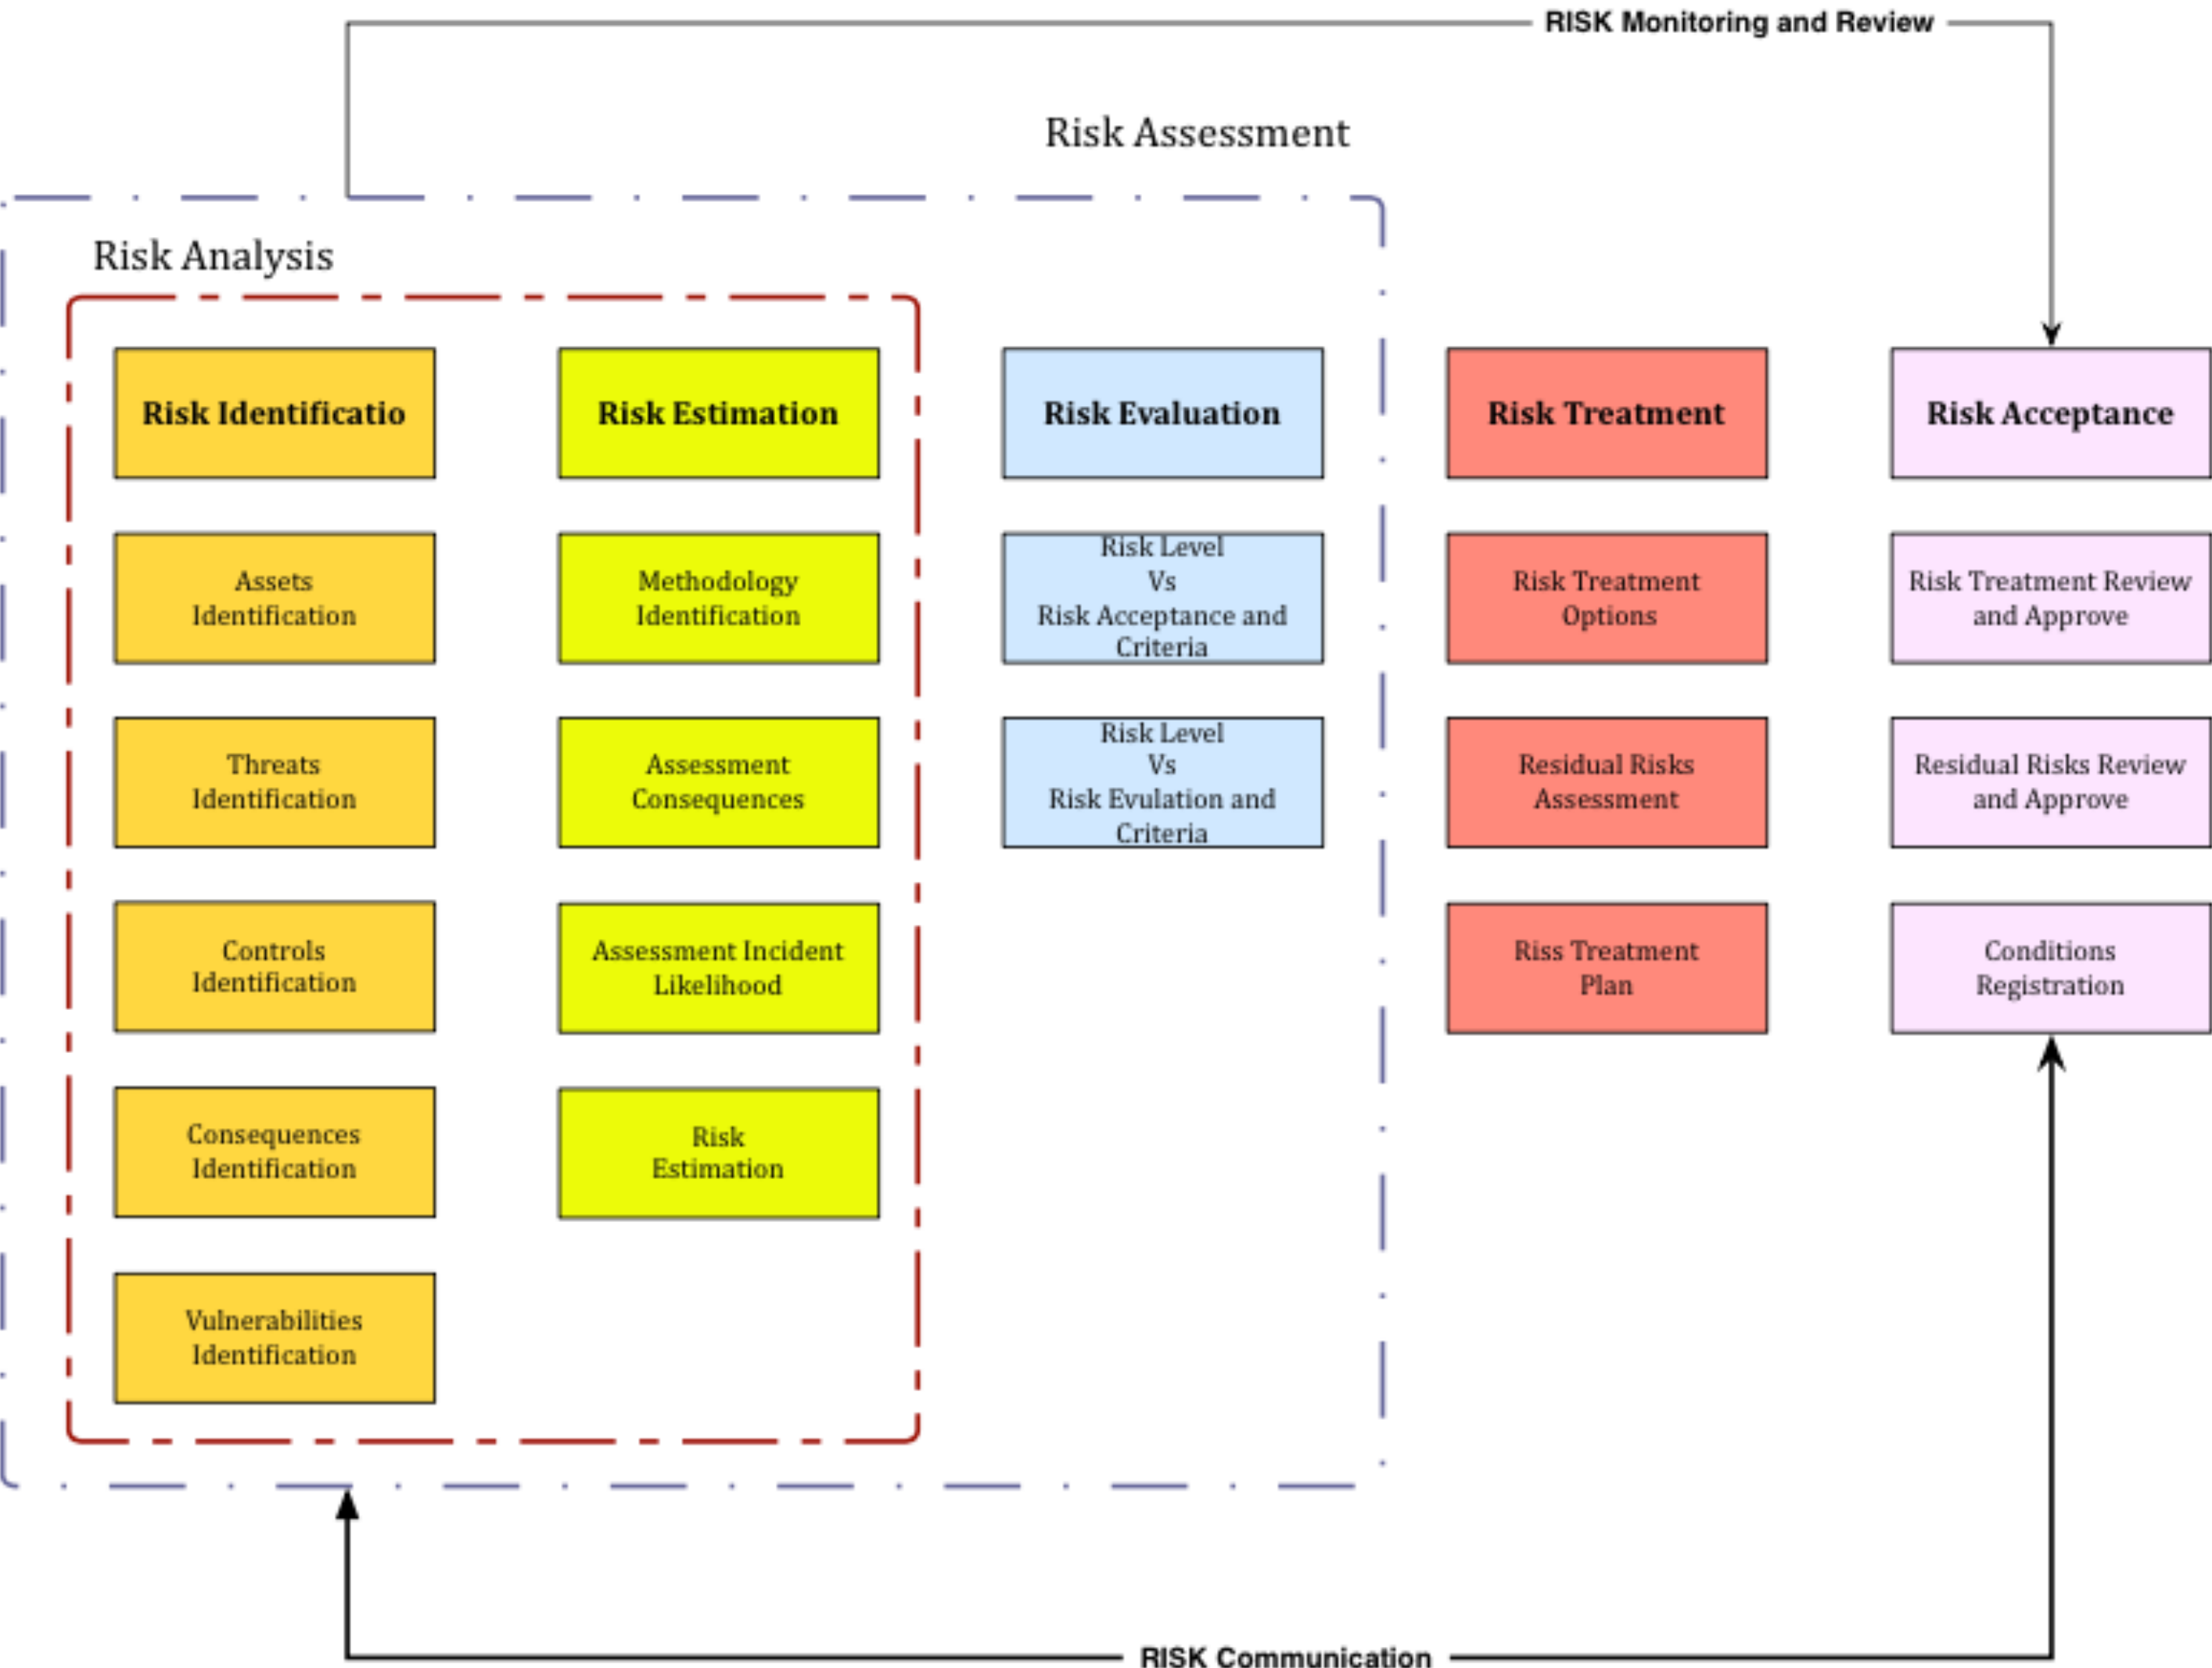 RISK Monitoring and Review
Risk Assessment
Risk Analysis
Risk Identificatio
Assets
Identification
Threats
Identification
Controls
Identification
Consequences
Identification
Vulnerabilities
Identification
Risk Estimation
Methodology
Identification
Assessment
Consequences
Assessment Incident
Likelihood
Risk
Estimation
Risk Evaluation
Risk Level
Vs
Risk Acceptance and
Criteria
Risk Level
Vs
Risk Evulation and
Criteria
Risk Treatment
Risk Treatment
Options
Residual Risks
Assessment
Riss Treatment
Plan
Risk Acceptance
Risk Treatment Review
and Approve
Residual Risks Review
and Approve
Conditions
Registration
RISK Communication